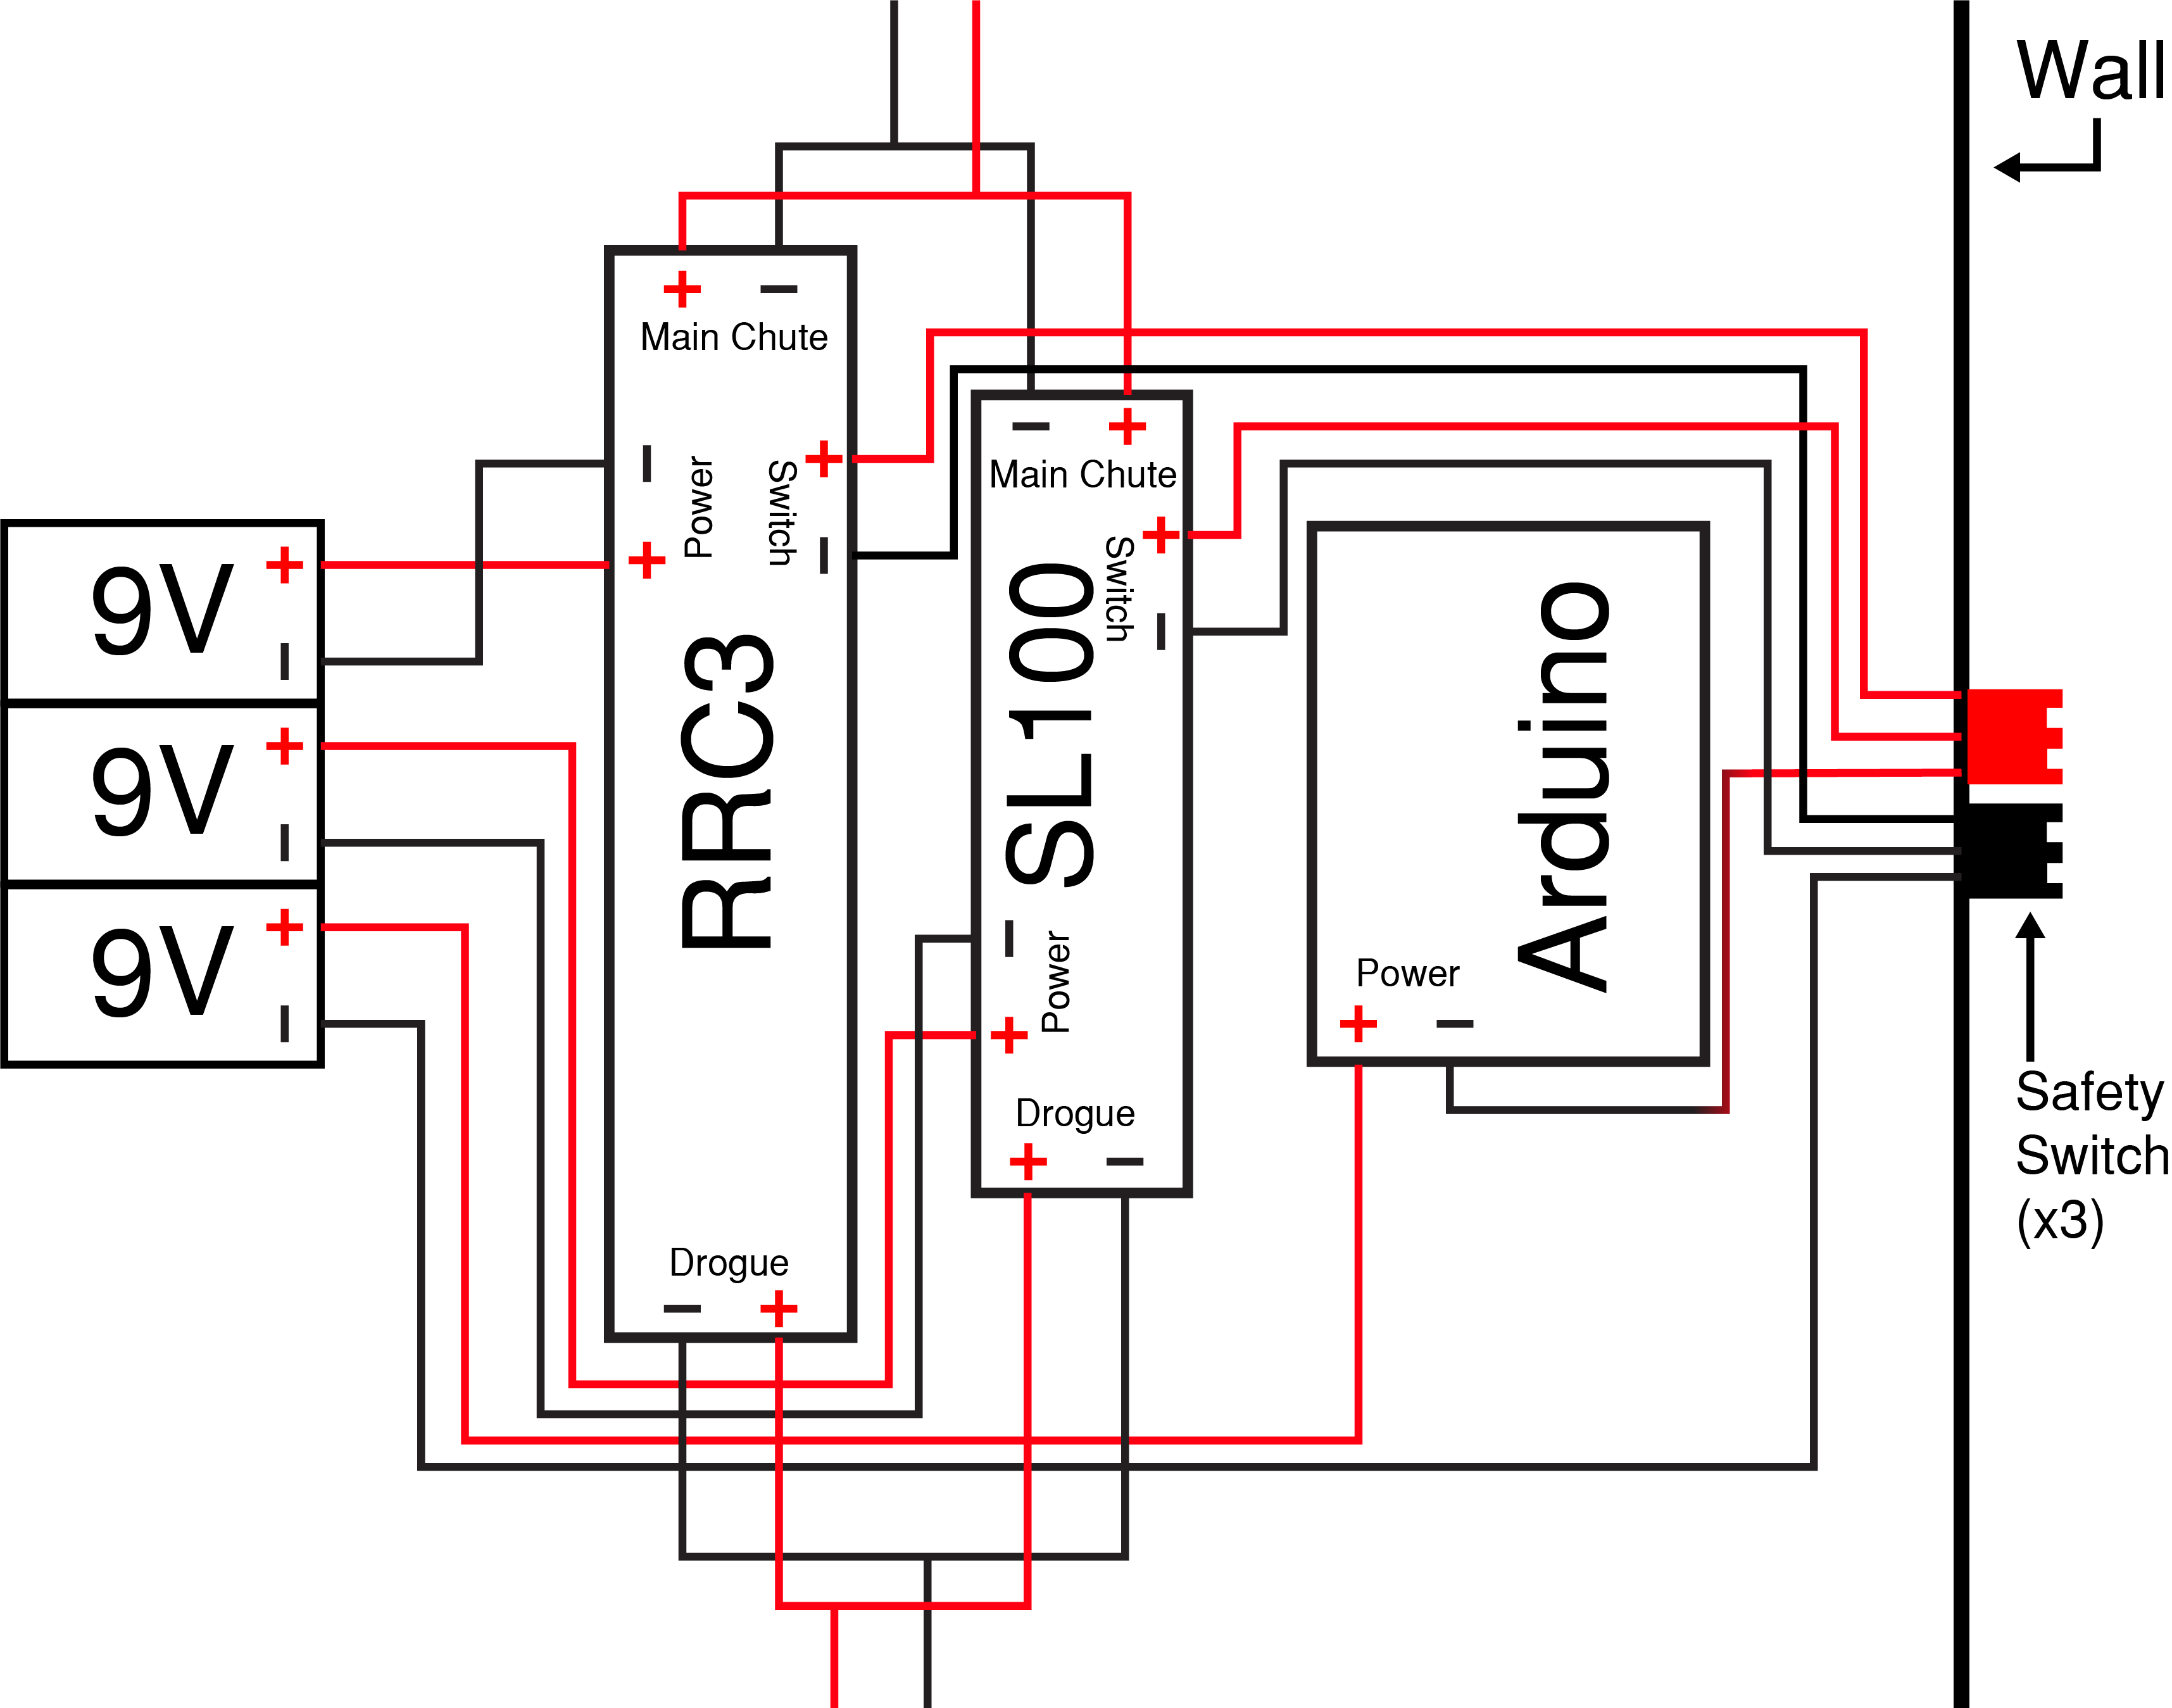 Wall
+ −
Main Chute
− +
Power
+ −
Switch
RRC3
Drogue
− +
− +
Main Chute
+ −
Switch
SL100
− +
Power
Drogue
+ −
Arduino
Power
+ −
9V + −
9V + −
9V + −
Safety
Switch
(x3)